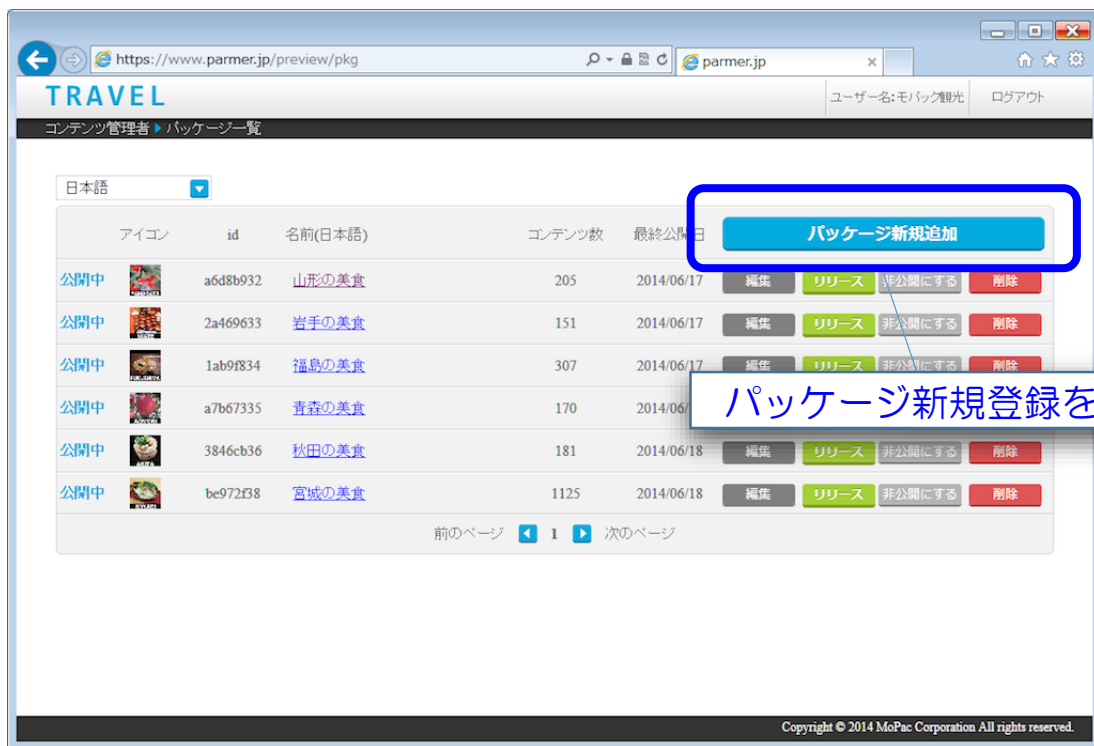 https://www.parmer.jp/preview/pkg
parmer.jp
TRAVEL
ユーザー名:モパック観光 ログアウト
コンテンツ管理者 パッケージ一覧
日本語
アイコン id 名前(日本語) コンテンツ数 最終公開日 パッケージ新規追加
公開中 a6d8b932 山形の美食 205 2014/06/17 編集 リリース 非公開にする 削除
公開中 2a469633 岩手の美食 151 2014/06/17 編集 リリース 非公開にする 削除
公開中 1ab9f834 福島の美食 307 2014/06/17 編集 リリース 非公開にする 削除
パッケージ新規登録を
公開中 a7b67335 青森の美食 170 2014/06/
公開中 3846cb36 秋田の美食 181 2014/06/18 編集 リリース 非公開にする 削除
公開中 be972f38 宮城の美食 1125 2014/06/18 編集 リリース 非公開にする 削除
前のページ 1 次のページ
Copyright © 2014 MoPac Corporation All rights reserved.